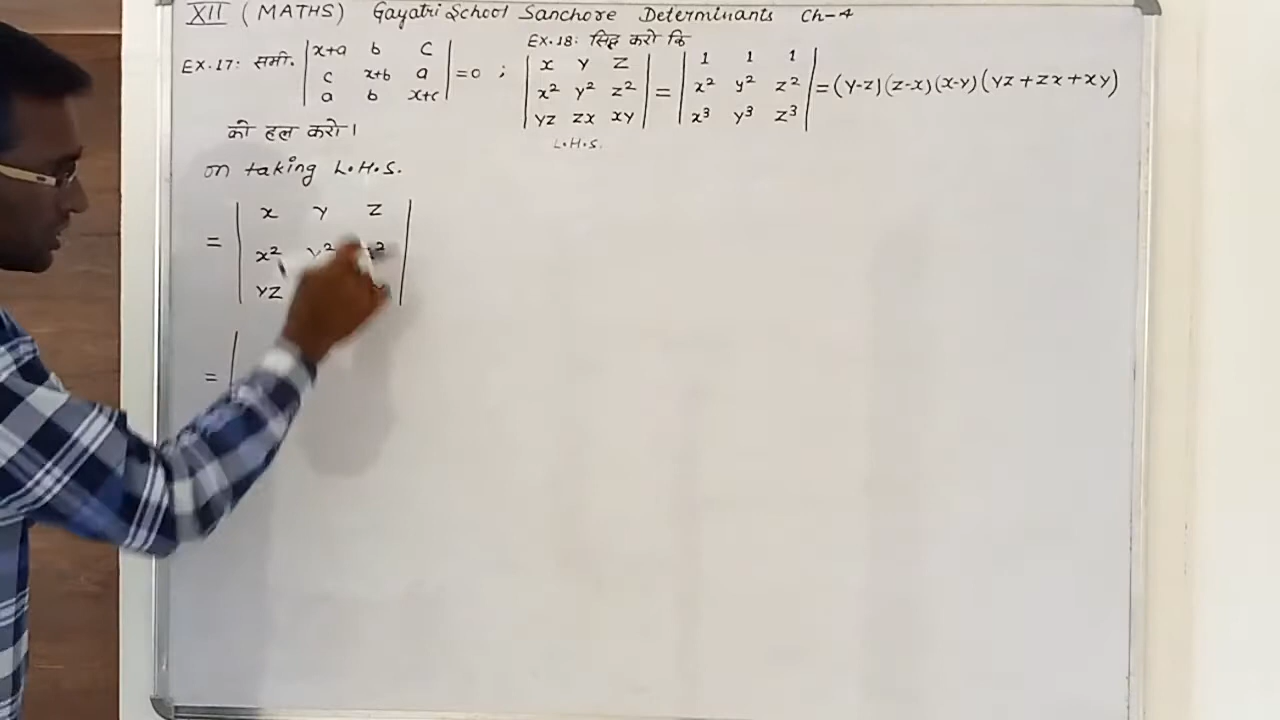 XII (MATHS) Gayatri School Sanchore Determinants Ch-4
EX.17: समी. | x+a b c | = 0 ;
| c x+b a |
| a b x+c |
को हल करो।
EX.18: सिद्ध करो कि
| x y z | = | 1 1 1 | = (y-z)(z-x)(x-y)(yz+zx+xy)
| x² y² z² | | x² y² z² |
| yz zx xy | | x³ y³ z³ |
L.H.S.
on taking L.H.S.
= | x y z |
| x² y² z² |
| yz |
= |